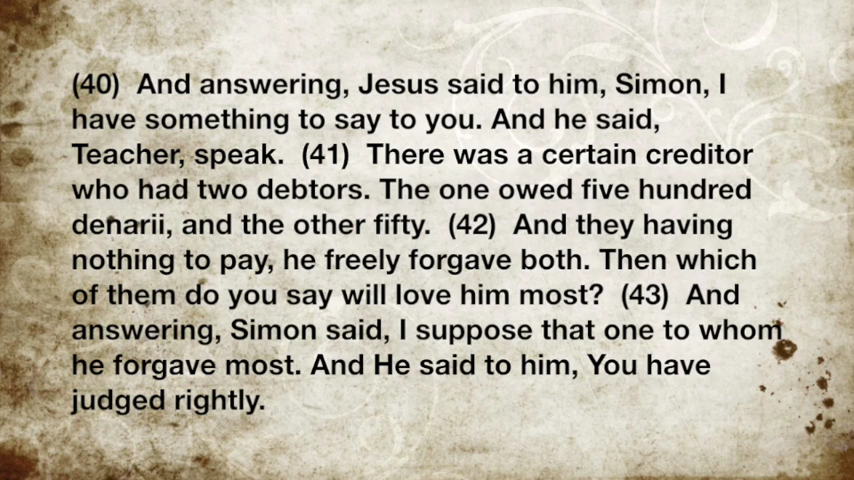 (40) And answering, Jesus said to him, Simon, I
have something to say to you. And he said,
Teacher, speak. (41) There was a certain creditor
who had two debtors. The one owed five hundred
denarii, and the other fifty. (42) And they having
nothing to pay, he freely forgave both. Then which
of them do you say will love him most? (43) And
answering, Simon said, I suppose that one to whom
he forgave most. And He said to him, You have
judged rightly.